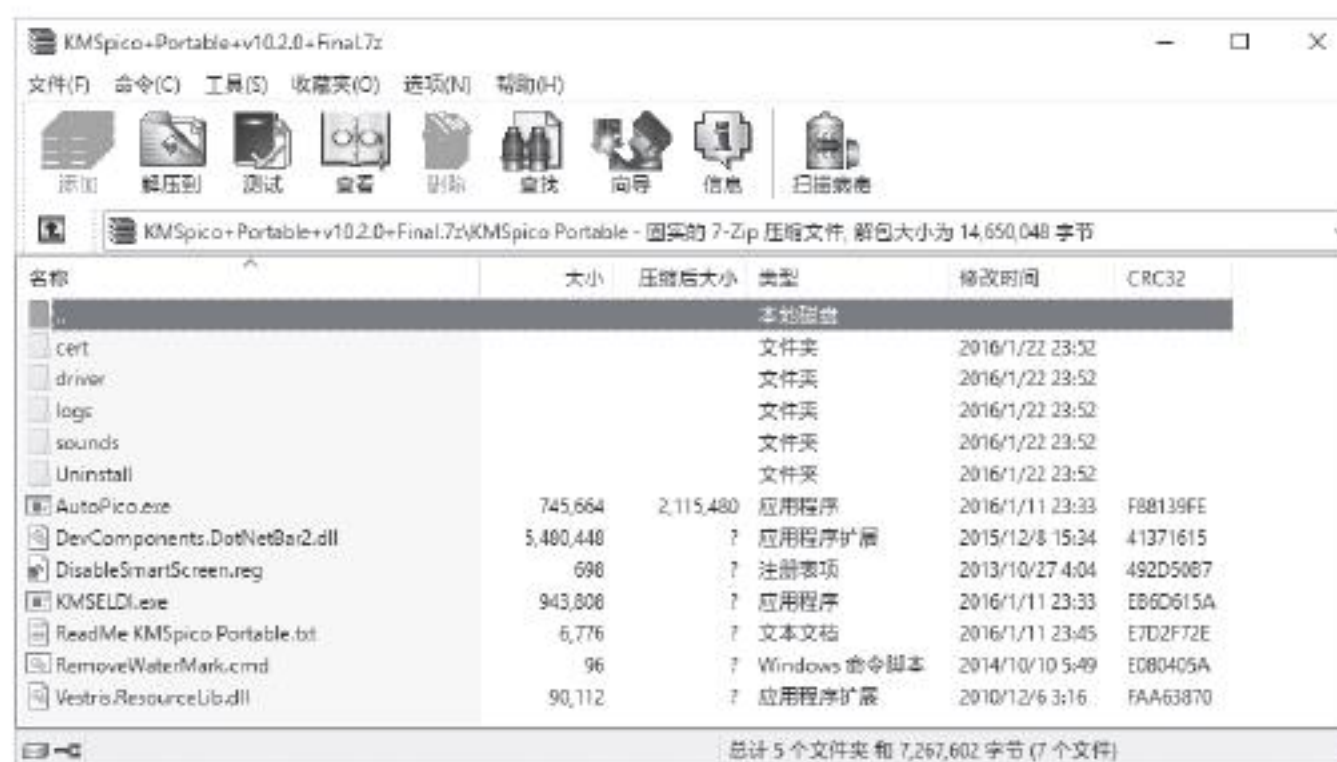 KMSpico+Portable+v10.2.0+Final.7z
文件(F) 命令(C) 工具(S) 收藏夹(O) 选项(N) 帮助(H)
添加 解压到 测试 查看 删除 查找 向导 信息 扫描病毒
KMSpico+Portable+v10.2.0+Final.7z\KMSpico Portable - 固实的 7-Zip 压缩文件, 解包大小为 14,650,048 字节
名称 大小 压缩后大小 类型 修改时间 CRC32
.. 本地磁盘
cert 文件夹 2016/1/22 23:52
driver 文件夹 2016/1/22 23:52
logs 文件夹 2016/1/22 23:52
sounds 文件夹 2016/1/22 23:52
Uninstall 文件夹 2016/1/22 23:52
AutoPico.exe 745,664 2,115,480 应用程序 2016/1/11 23:33 F88139FE
DevComponents.DotNetBar2.dll 5,480,448 ? 应用程序扩展 2015/12/8 15:34 41371615
DisableSmartScreen.reg 698 ? 注册表项 2013/10/27 4:04 492D50B7
KMSELDI.exe 943,808 ? 应用程序 2016/1/11 23:33 EB6D615A
ReadMe KMSpico Portable.txt 6,776 ? 文本文档 2016/1/11 23:45 E7D2F72E
RemoveWaterMark.cmd 96 ? Windows 命令脚本 2014/10/10 5:49 E080405A
Vestris.ResourceLib.dll 90,112 ? 应用程序扩展 2010/12/6 3:16 FAA63870
总计 5 个文件夹 和 7,267,602 字节 (7 个文件)